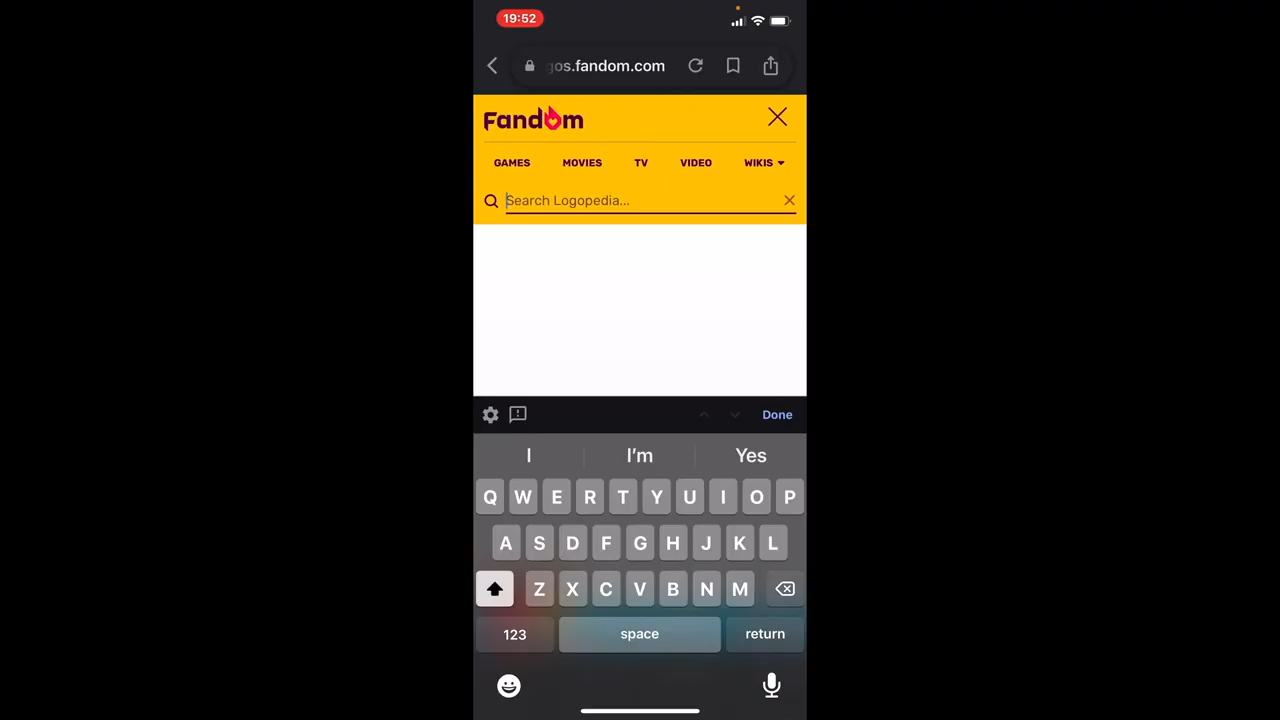 19:52
gos.fandom.com
Fandom
GAMES MOVIES TV VIDEO WIKIS
Search Logopedia...
Done
I I'm Yes
Q W E R T Y U I O P
A S D F G H J K L
Z X C V B N M
123 space return